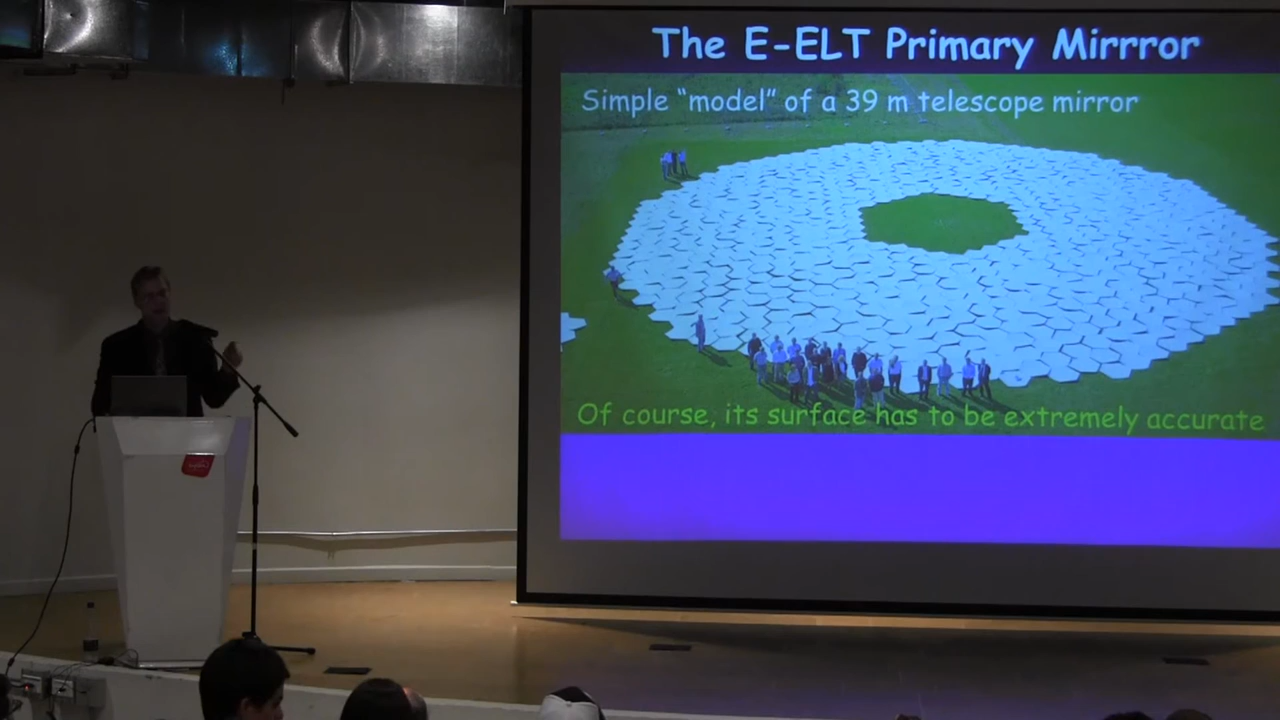 The E-ELT Primary Mirrror
Simple “model” of a 39 m telescope mirror
Of course, its surface has to be extremely accurate